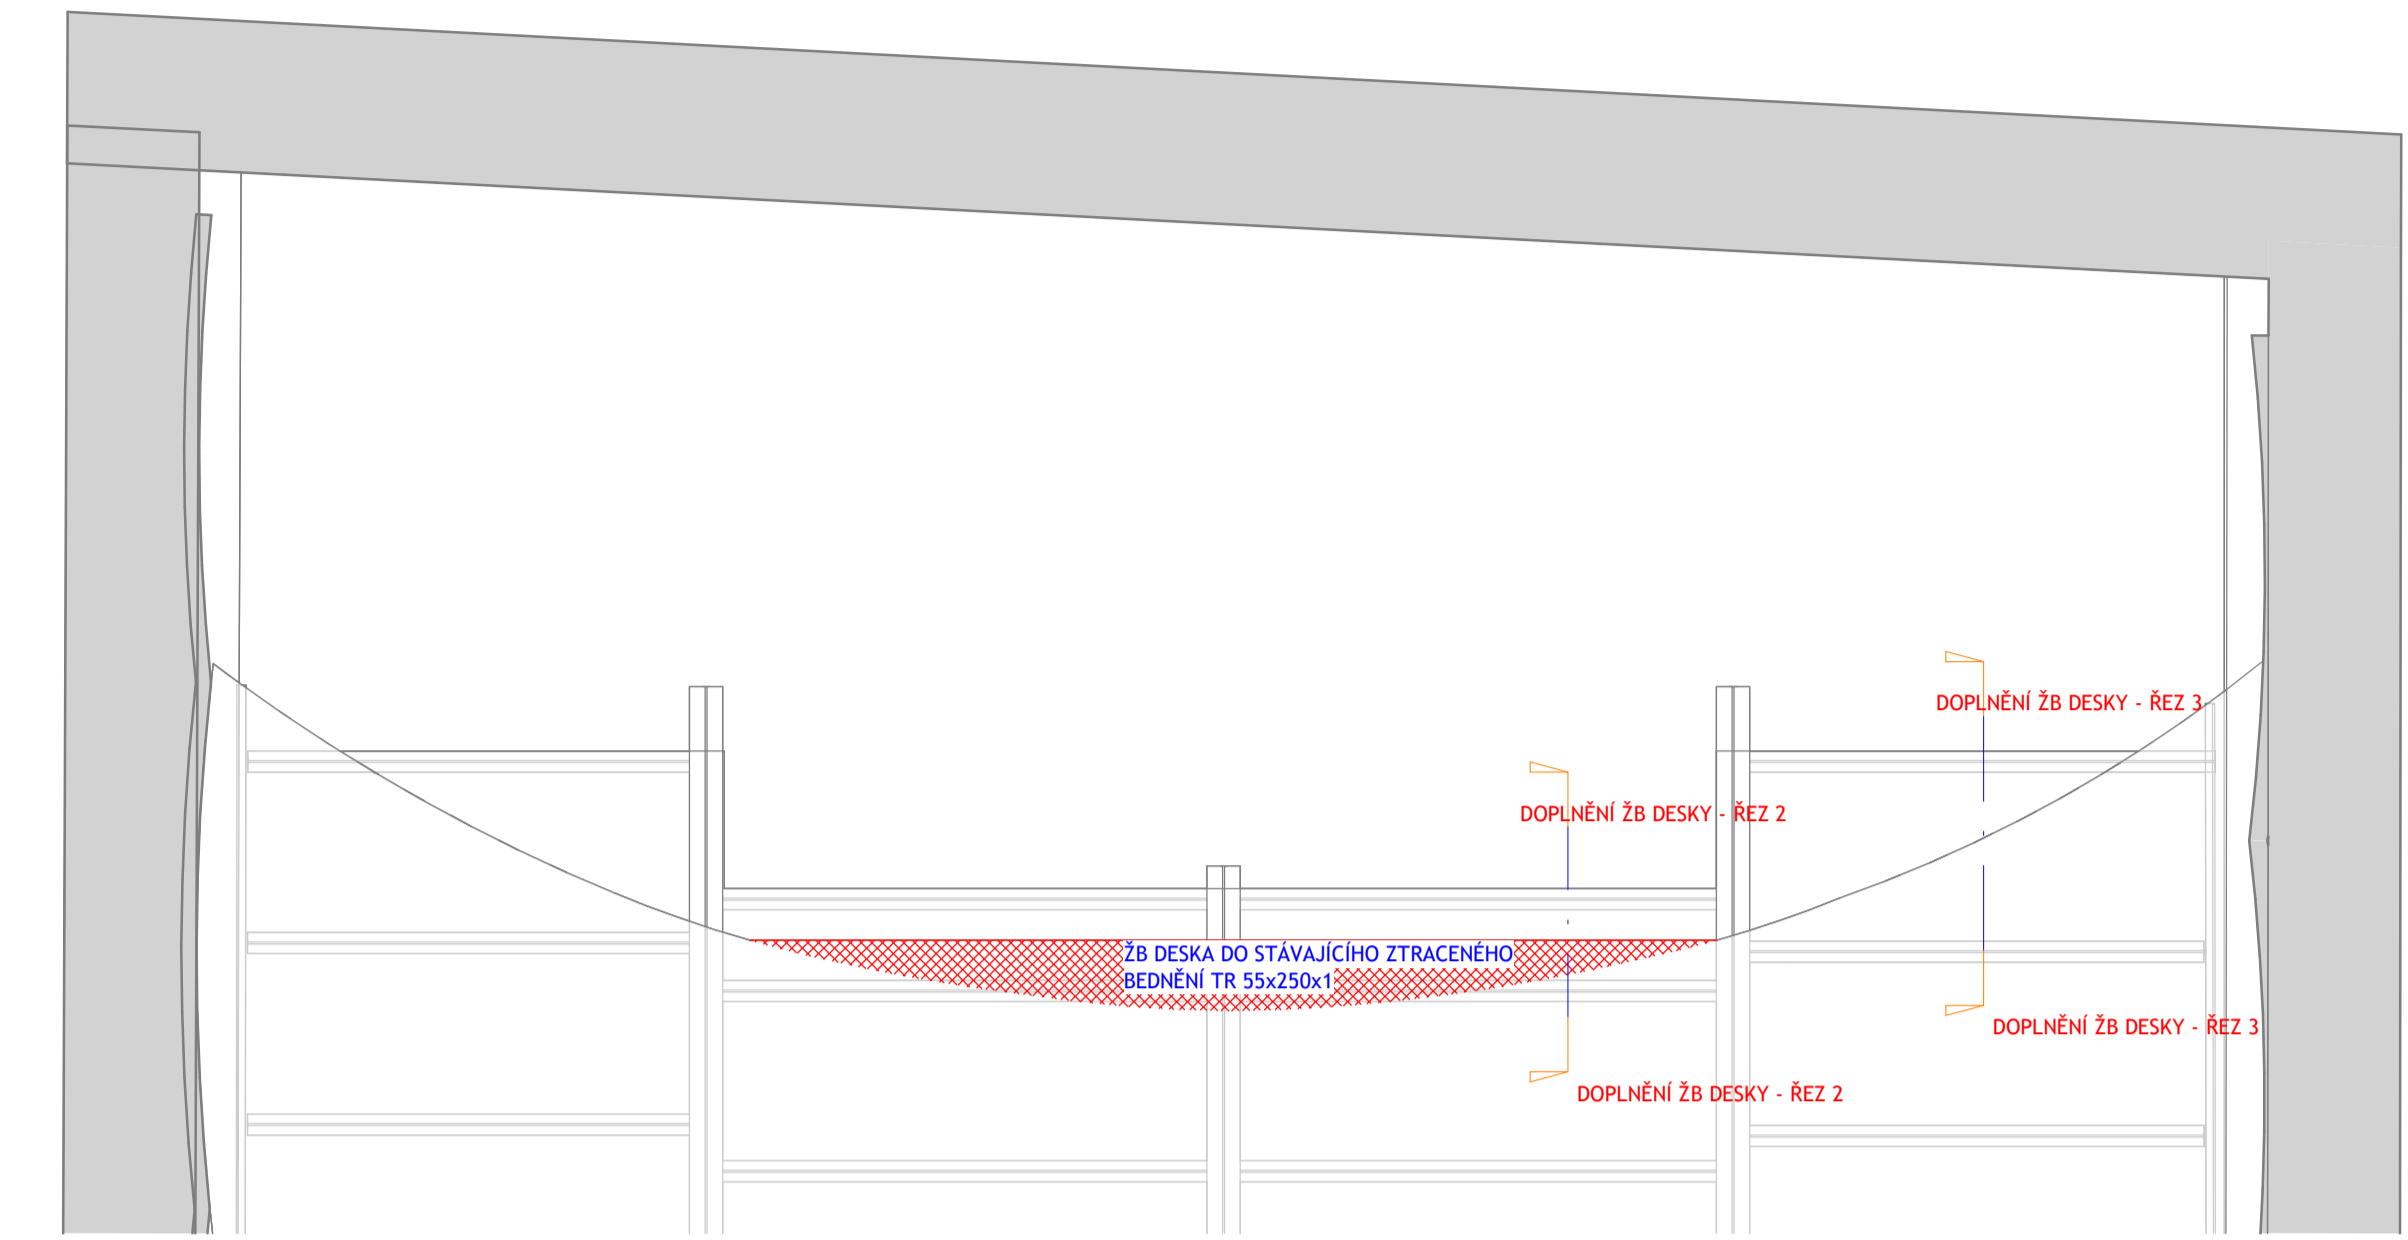 DOPLNĚNÍ ŽB DESKY - ŘEZ 3
DOPLNĚNÍ ŽB DESKY - ŘEZ 2
ŽB DESKA DO STÁVAJÍCÍHO ZTRACENÉHO
BEDNĚNÍ TR 55x250x1
DOPLNĚNÍ ŽB DESKY - ŘEZ 3
DOPLNĚNÍ ŽB DESKY - ŘEZ 2